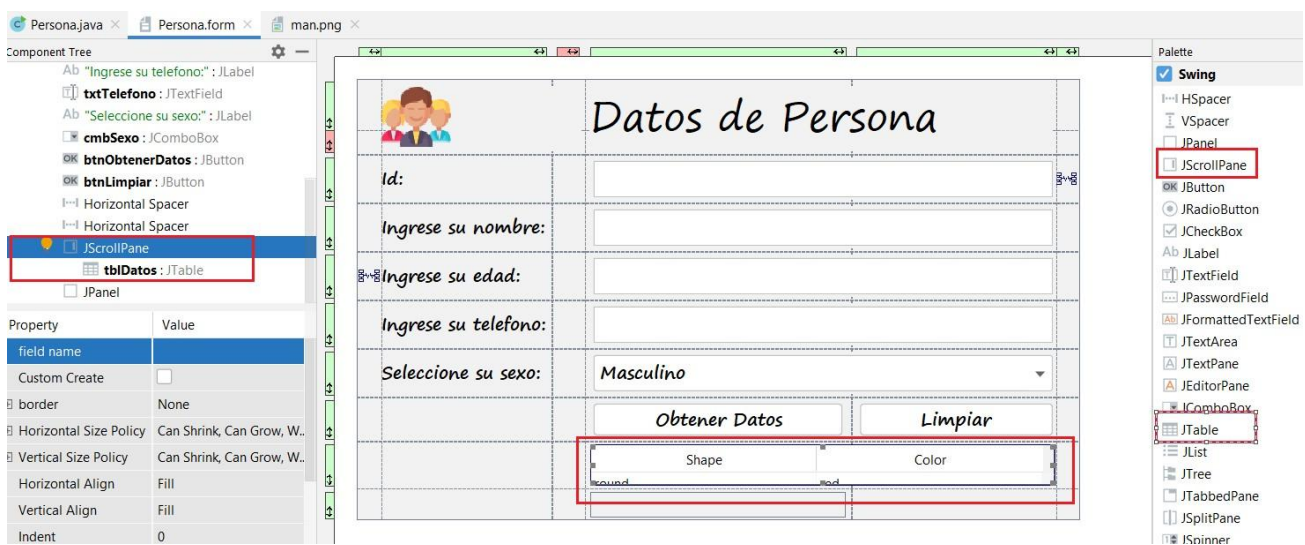 Persona.java
Persona.form
man.png
Component Tree
Ab "Ingrese su telefono:" : JLabel
txtTelefono : JTextField
Ab "Seleccione su sexo:" : JLabel
cmbSexo : JComboBox
OK btnObtenerDatos : JButton
OK btnLimpiar : JButton
Horizontal Spacer
Horizontal Spacer
JScrollPane
tblDatos : JTable
JPanel
Property Value
field name
Custom Create
border None
Horizontal Size Policy Can Shrink, Can Grow, W..
Vertical Size Policy Can Shrink, Can Grow, W..
Horizontal Align Fill
Vertical Align Fill
Indent 0
Datos de Persona
Id:
Ingrese su nombre:
Ingrese su edad:
Ingrese su telefono:
Seleccione su sexo: Masculino
Obtener Datos Limpiar
Shape Color
round red
Palette
Swing
HSpacer
VSpacer
JPanel
JScrollPane
OK JButton
JRadioButton
JCheckBox
Ab JLabel
JTextField
JPasswordField
JFormattedTextField
JTextArea
JTextPane
JEditorPane
JComboBox
JTable
JList
JTree
JTabbedPane
JSplitPane
JSpinner